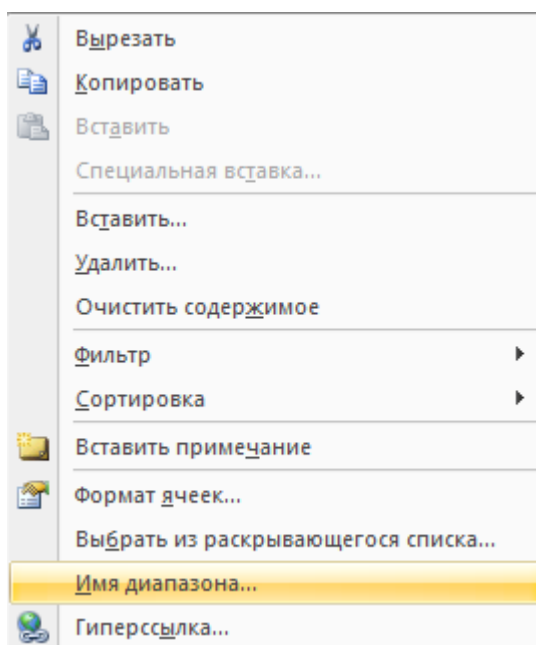 Вырезать
Копировать
Вставить
Специальная вставка...
Вставить...
Удалить...
Очистить содержимое
Фильтр
Сортировка
Вставить примечание
Формат ячеек...
Выбрать из раскрывающегося списка...
Имя диапазона...
Гиперссылка...